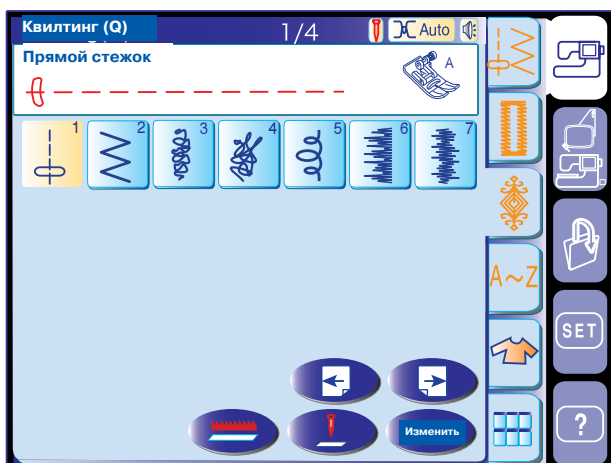 Квилтинг (Q) 1/4 Auto
Прямой стежок A
1 2 3 4 5 6 7
A~Z
SET
Изменить ?